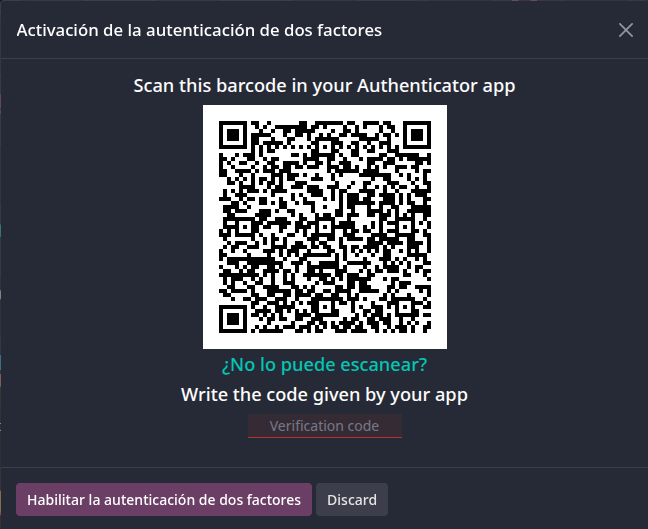 Activación de la autenticación de dos factores
Scan this barcode in your Authenticator app
¿No lo puede escanear?
Write the code given by your app
Verification code
Habilitar la autenticación de dos factores
Discard